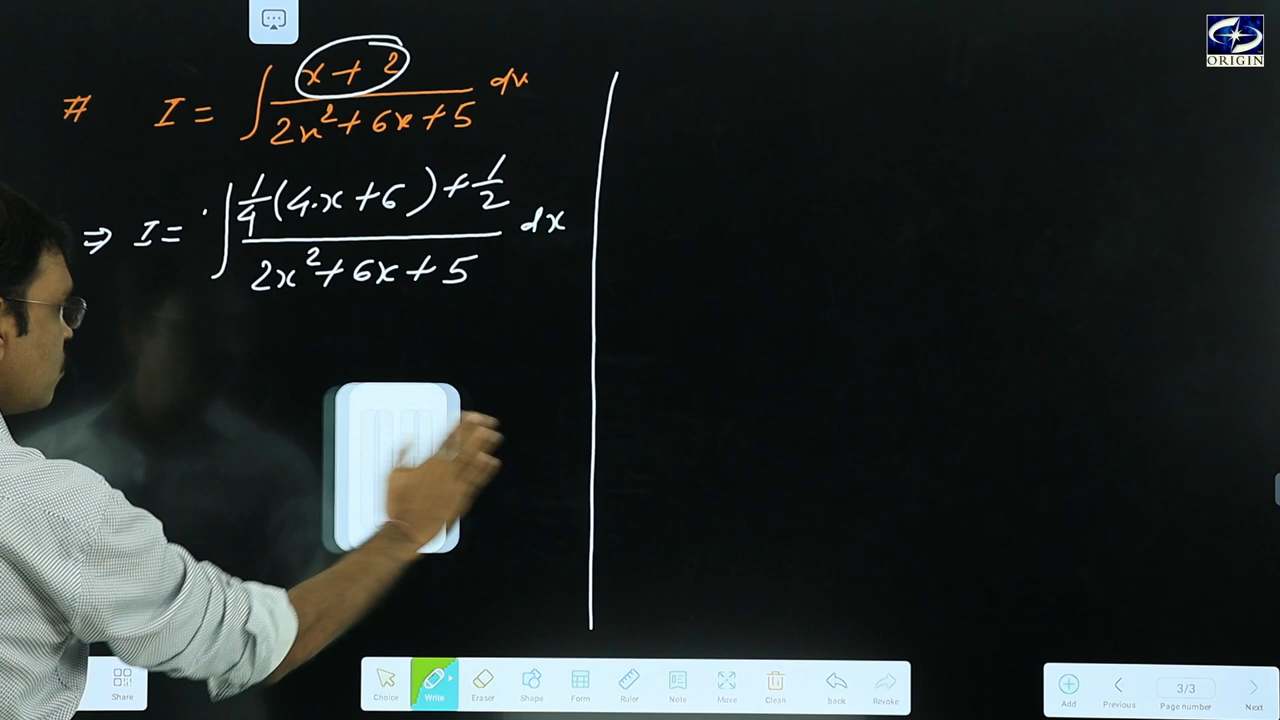 ORIGIN
# I = ∫ (x + 2)/(2x² + 6x + 5) dx
⇒ I = ∫ (1/4 (4·x + 6) + 1/2)/(2x² + 6x + 5) dx
Share
Choice Write Eraser Shape Form Ruler Note Move Clean Back Revoke
Add Previous 3/3 Page number Next